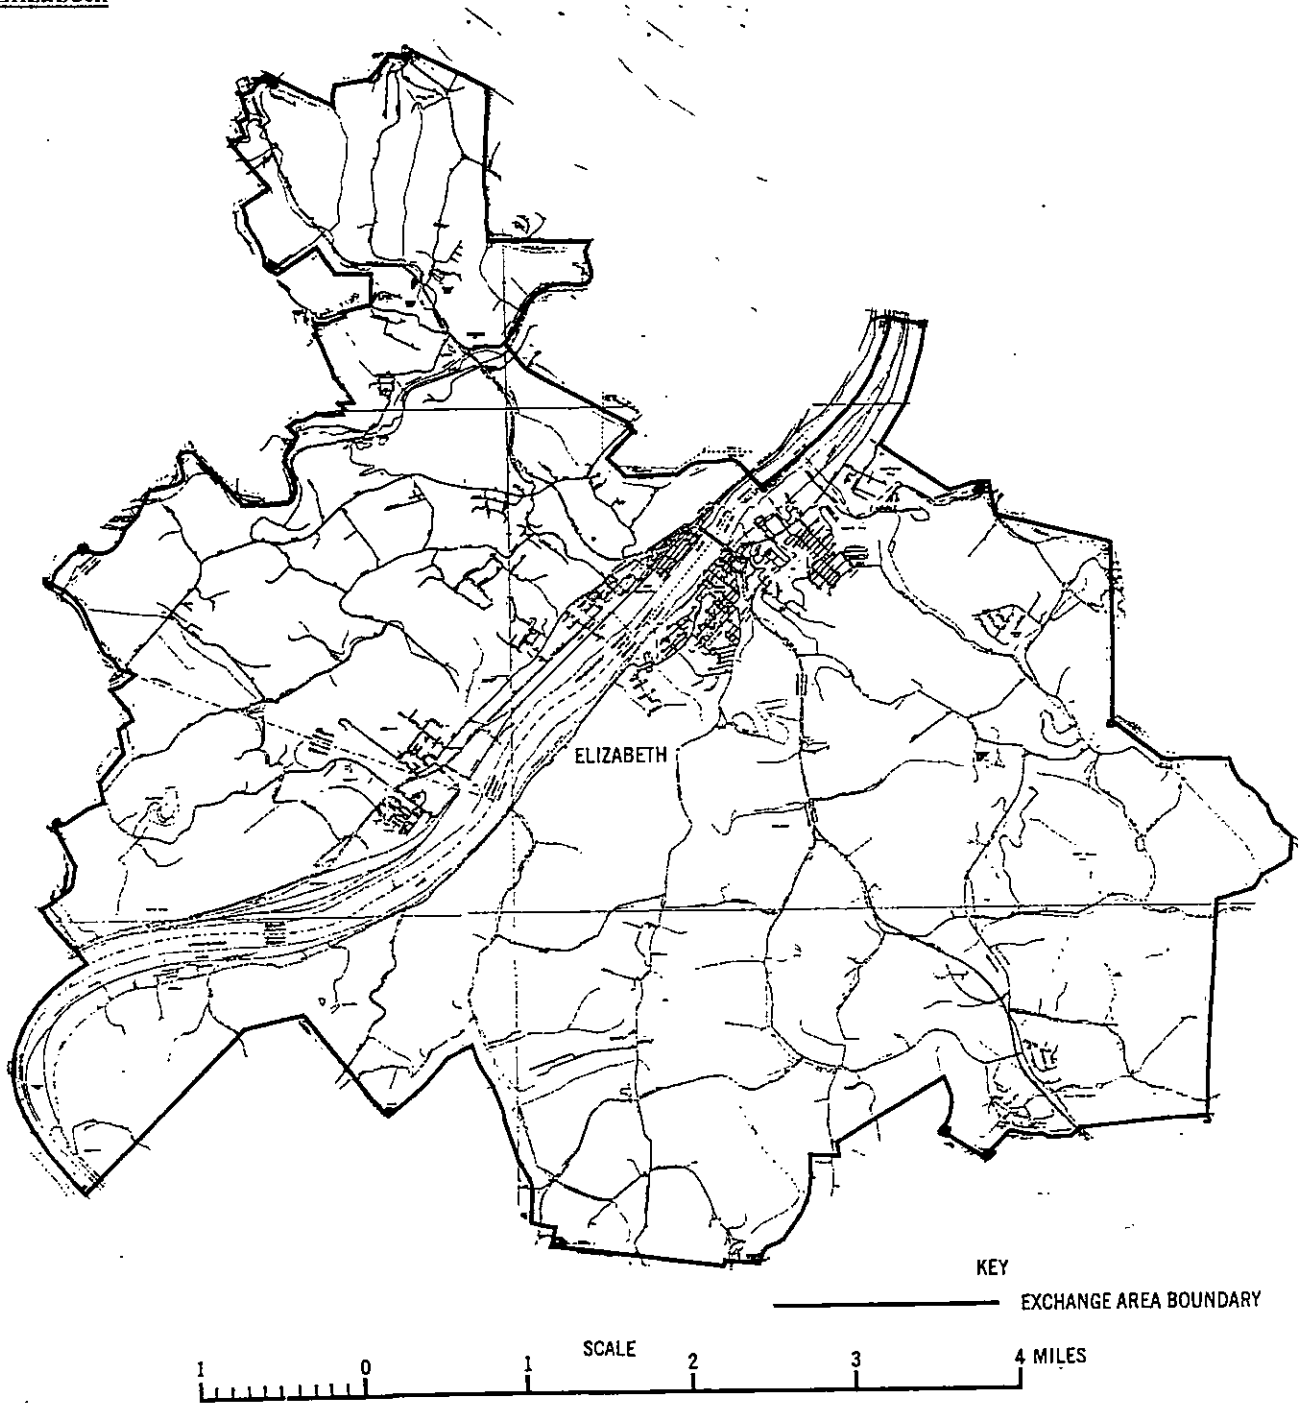 Elizabeth
ELIZABETH
KEY
EXCHANGE AREA BOUNDARY
SCALE
1 0 1 2 3 4 MILES